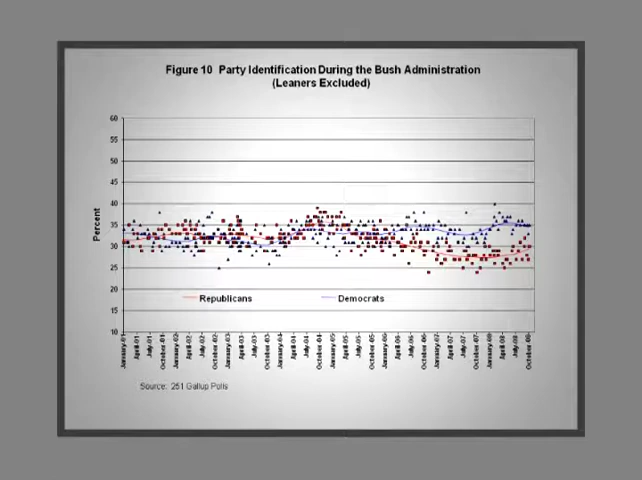 Figure 10 Party Identification During the Bush Administration
(Leaners Excluded)
Percent
60
55
50
45
40
35
30
25
20
15
10
Republicans
Democrats
January-01
April-01
July-01
October-01
January-02
April-02
July-02
October-02
January-03
April-03
July-03
October-03
January-04
April-04
July-04
October-04
January-05
April-05
July-05
October-05
January-06
April-06
July-06
October-06
January-07
April-07
July-07
October-07
January-08
April-08
July-08
October-08
Source: 251 Gallup Polls